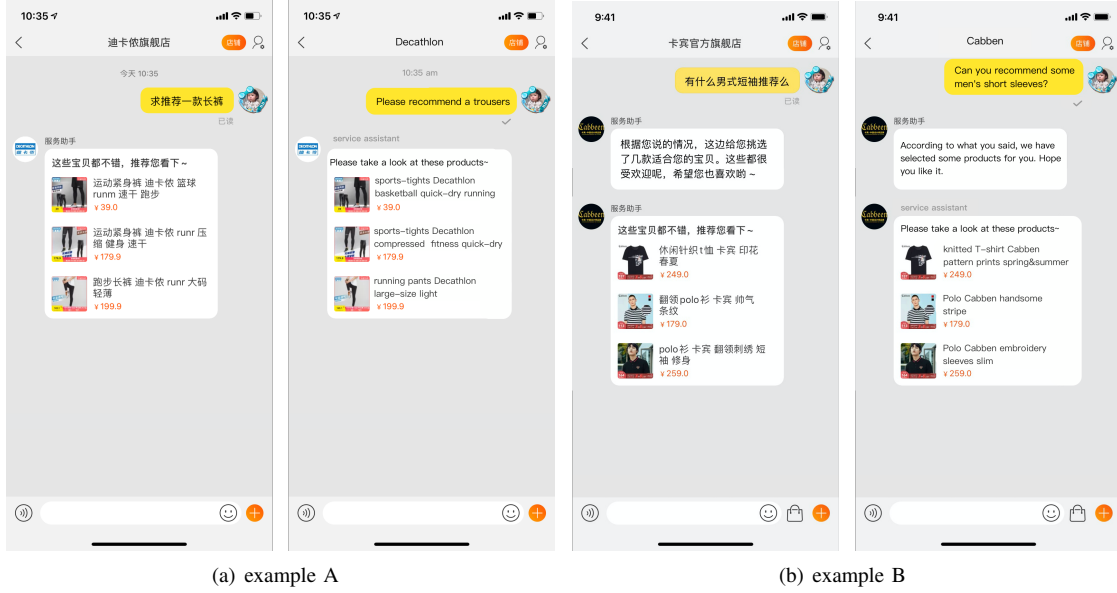 10:35
迪卡侬旗舰店
店铺
今天 10:35
求推荐一款长裤
已读
服务助手
这些宝贝都不错，推荐您看下~
运动紧身裤 迪卡侬 篮球
runm 速干 跑步
¥ 39.0
运动紧身裤 迪卡侬 runr 压
缩 健身 速干
¥ 179.9
跑步长裤 迪卡侬 runr 大码
轻薄
¥ 199.9
10:35
Decathlon
店铺
10:35 am
Please recommend a trousers
service assistant
Please take a look at these products~
sports-tights Decathlon
basketball quick-dry running
¥ 39.0
sports-tights Decathlon
compressed fitness quick-dry
¥ 179.9
running pants Decathlon
large-size light
¥ 199.9
(a) example A
9:41
卡宾官方旗舰店
店铺
有什么男式短袖推荐么
已读
服务助手
Cabbeen
根据您说的情况，这边给您挑选
了几款适合您的宝贝。这些都很
受欢迎呢，希望您也喜欢哟 ~
服务助手
Cabbeen
这些宝贝都不错，推荐您看下~
休闲针织t恤 卡宾 印花
春夏
¥ 249.0
翻领polo衫 卡宾 帅气
条纹
¥ 179.0
polo衫 卡宾 翻领刺绣 短
袖 修身
¥ 259.0
9:41
Cabben
店铺
Can you recommend some
men's short sleeves?
服务助手
Cabbeen
According to what you said, we have
selected some products for you. Hope
you like it.
service assistant
Cabbeen
Please take a look at these products~
knitted T-shirt Cabben
pattern prints spring&summer
¥ 249.0
Polo Cabben handsome
stripe
¥ 179.0
Polo Cabben embroidery
sleeves slim
¥ 259.0
(b) example B